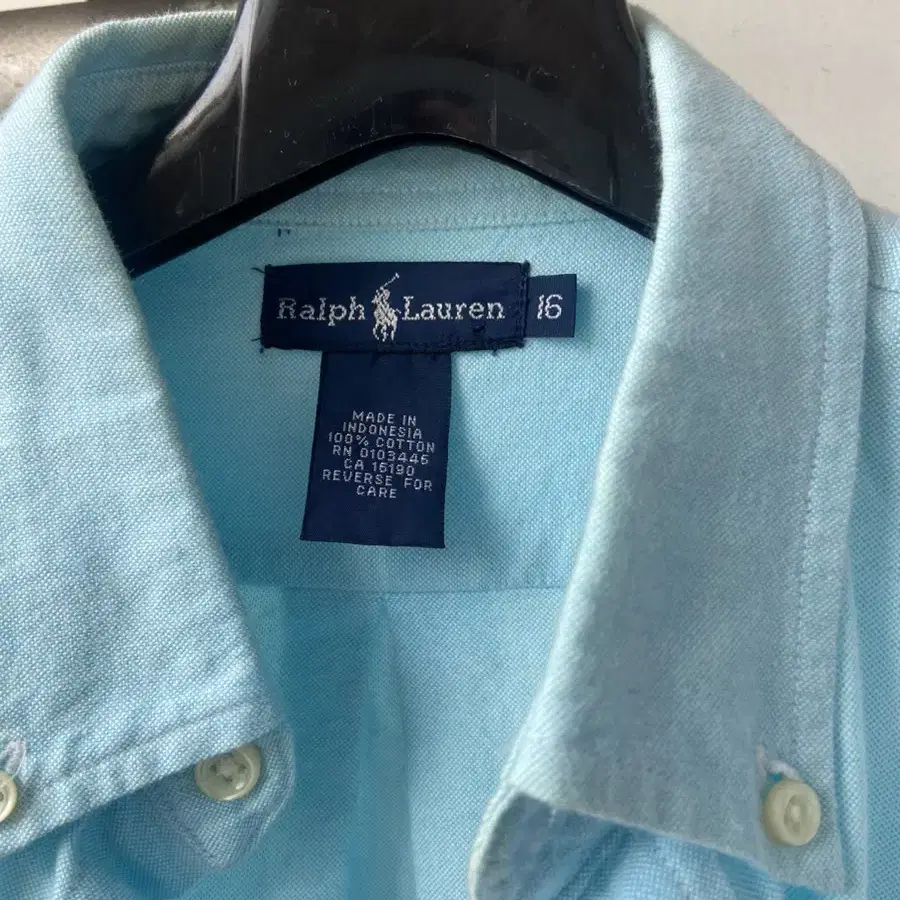 Ralph Lauren 16
MADE IN
INDONESIA
100% COTTON
RN 0103445
CA 15190
REVERSE FOR
CARE